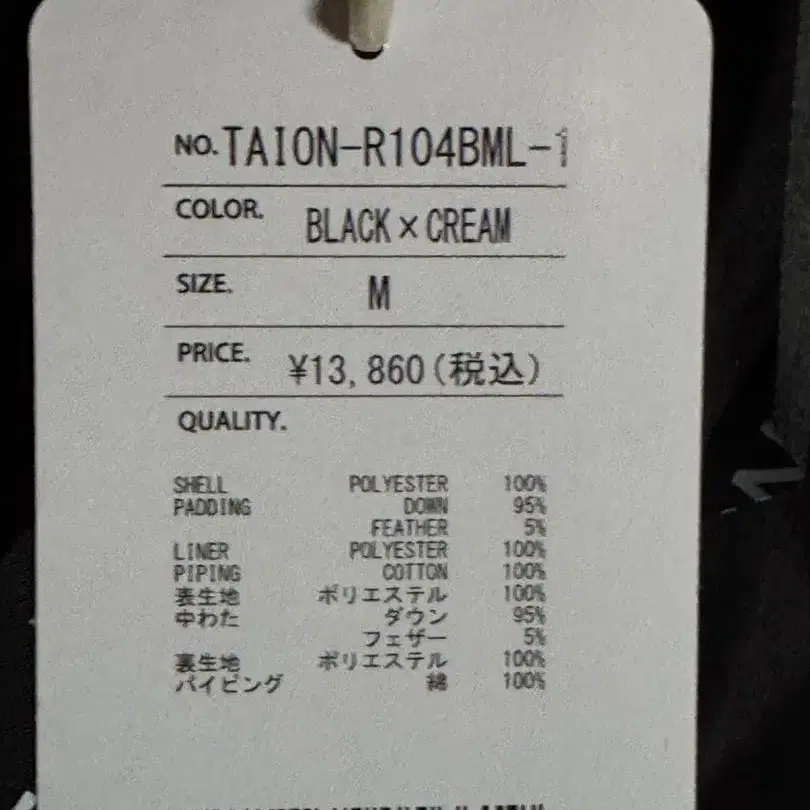 NO. TAION-R104BML-1
COLOR. BLACK×CREAM
SIZE. M
PRICE. ¥13,860(税込)
QUALITY.
SHELL POLYESTER 100%
PADDING DOWN 95%
FEATHER 5%
LINER POLYESTER 100%
PIPING COTTON 100%
表生地 ポリエステル 100%
中わた ダウン 95%
フェザー 5%
裏生地 ポリエステル 100%
パイピング 綿 100%